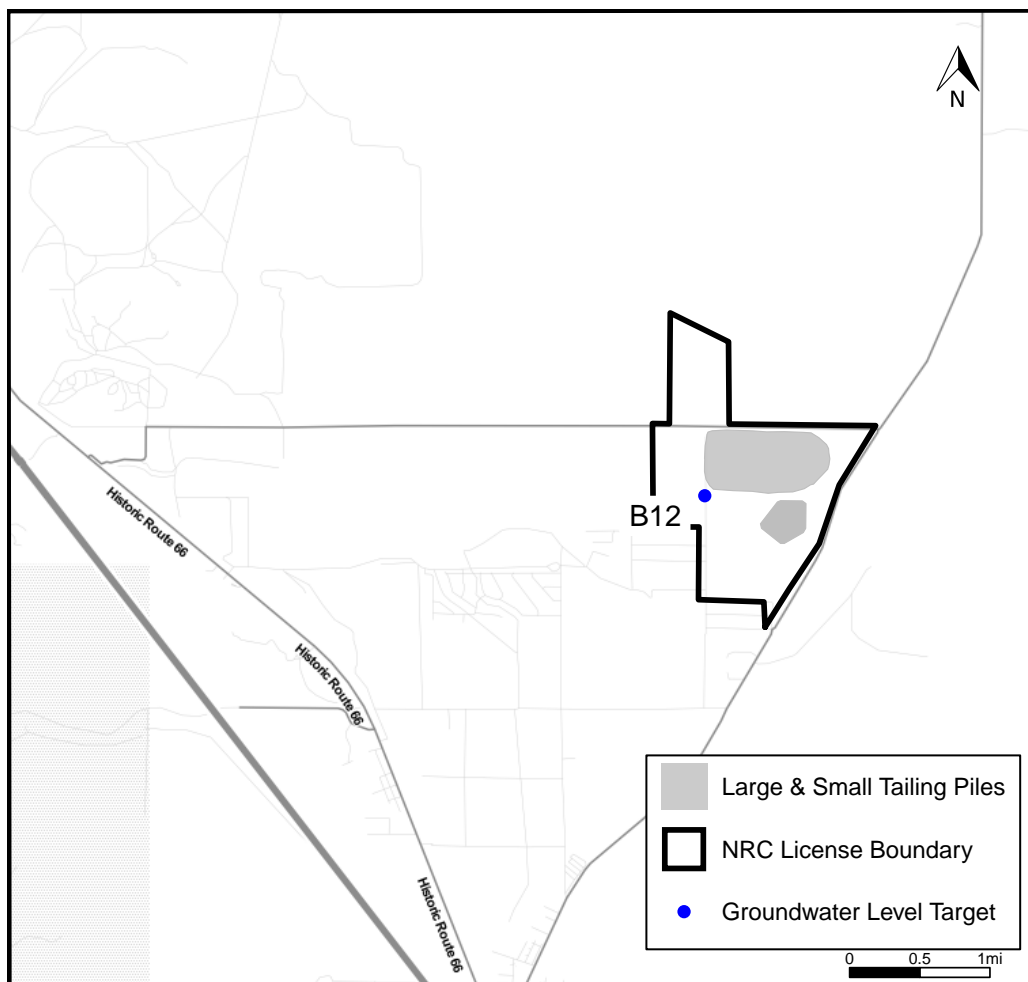 N
B12
Historic Route 66
Historic Route 66
Historic Route 66
Large & Small Tailing Piles
NRC License Boundary
Groundwater Level Target
0 0.5 1mi